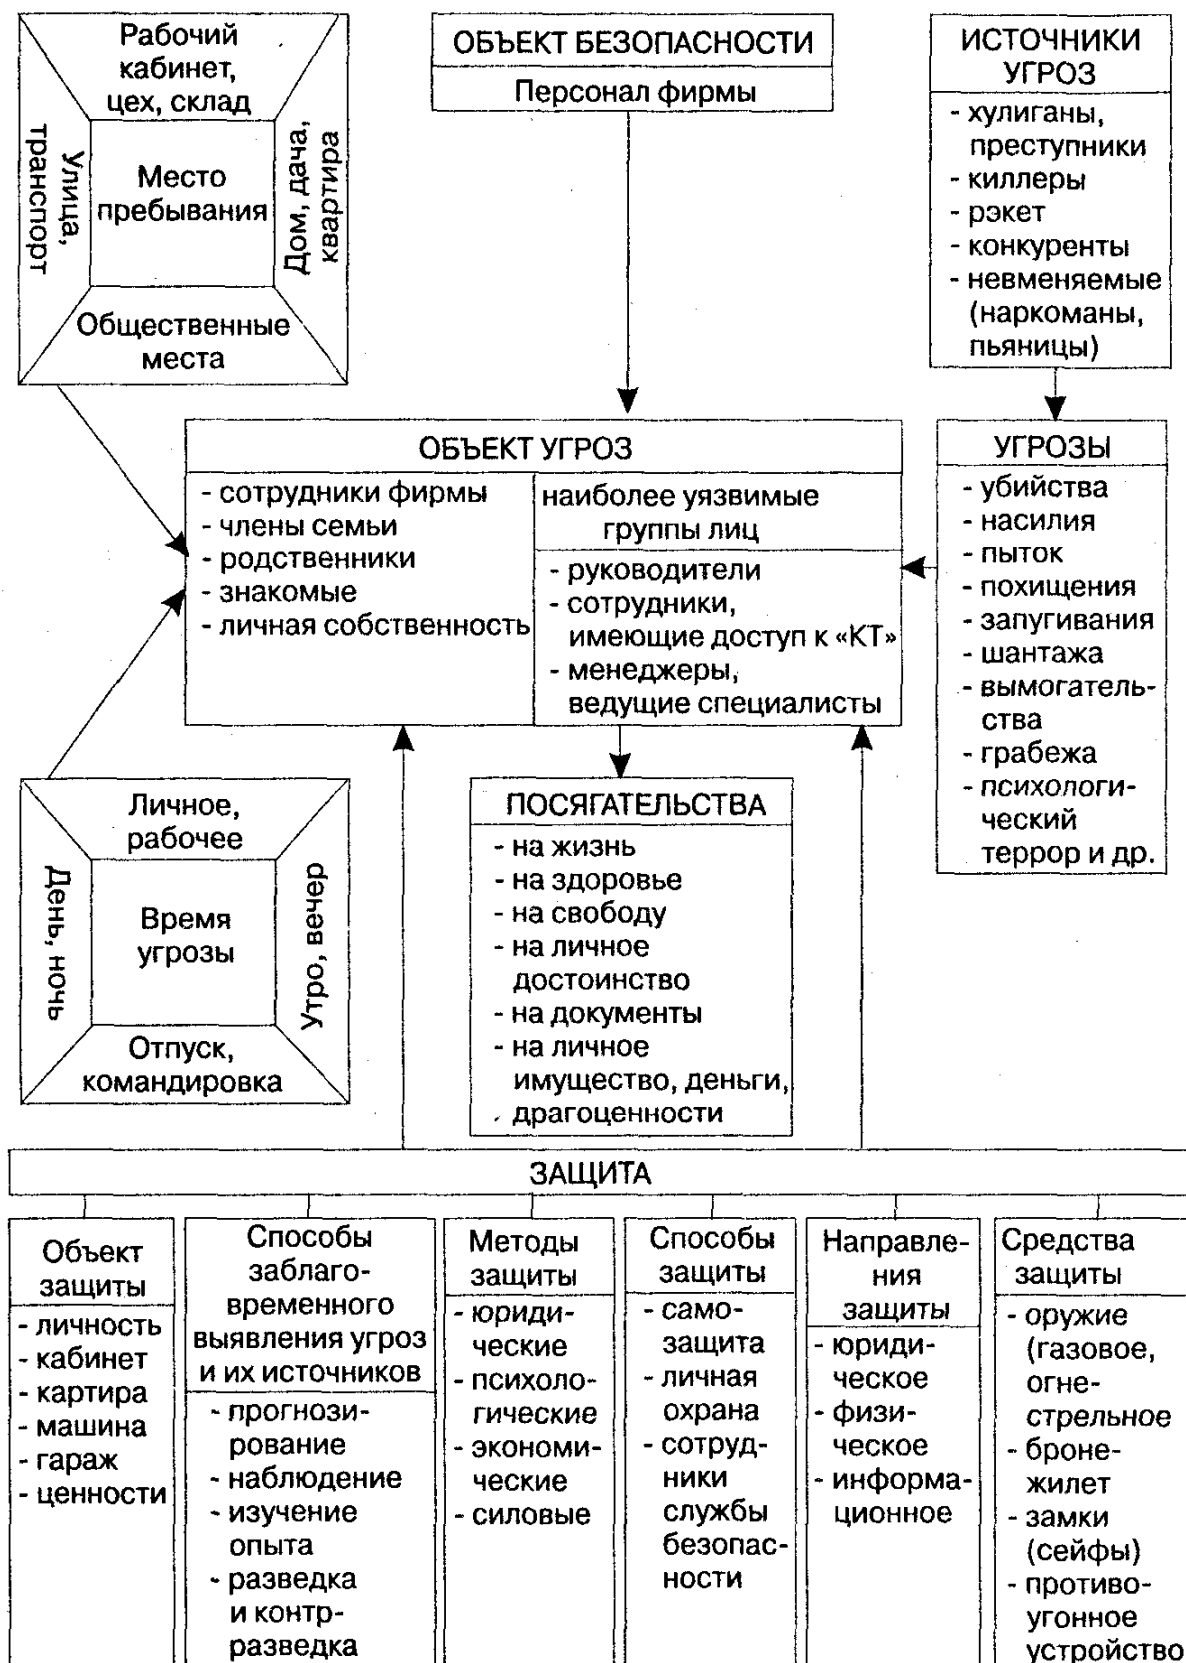 Рабочий
кабинет,
цех, склад
Улица,
транспорт
Место
пребывания
Дом, дача,
квартира
Общественные
места
ОБЪЕКТ БЕЗОПАСНОСТИ
Персонал фирмы
ИСТОЧНИКИ
УГРОЗ
- хулиганы,
преступники
- киллеры
- рэкет
- конкуренты
- невменяемые
(наркоманы,
пьяницы)
ОБЪЕКТ УГРОЗ
- сотрудники фирмы
- члены семьи
- родственники
- знакомые
- личная собственность
наиболее уязвимые
группы лиц
- руководители
- сотрудники,
имеющие доступ к «КТ»
- менеджеры,
ведущие специалисты
УГРОЗЫ
- убийства
- насилия
- пыток
- похищения
- запугивания
- шантажа
- вымогатель-
ства
- грабежа
- психологи-
ческий
террор и др.
Личное,
рабочее
День, ночь
Время
угрозы
Утро, вечер
Отпуск,
командировка
ПОСЯГАТЕЛЬСТВА
- на жизнь
- на здоровье
- на свободу
- на личное
достоинство
- на документы
- на личное
имущество, деньги,
драгоценности
ЗАЩИТА
Объект
защиты
- личность
- кабинет
- картира
- машина
- гараж
- ценности
Способы
заблаго-
временного
выявления угроз
и их источников
- прогнози-
рование
- наблюдение
- изучение
опыта
- разведка
и контр-
разведка
Методы
защиты
- юриди-
ческие
- психоло-
гические
- экономи-
ческие
- силовые
Способы
защиты
- само-
защита
- личная
охрана
- сотруд-
ники
службы
безопас-
ности
Направле-
ния
защиты
- юриди-
ческое
- физи-
ческое
- информа-
ционное
Средства
защиты
- оружие
(газовое,
огне-
стрельное
- броне-
жилет
- замки
(сейфы)
- противо-
угонное
устройство